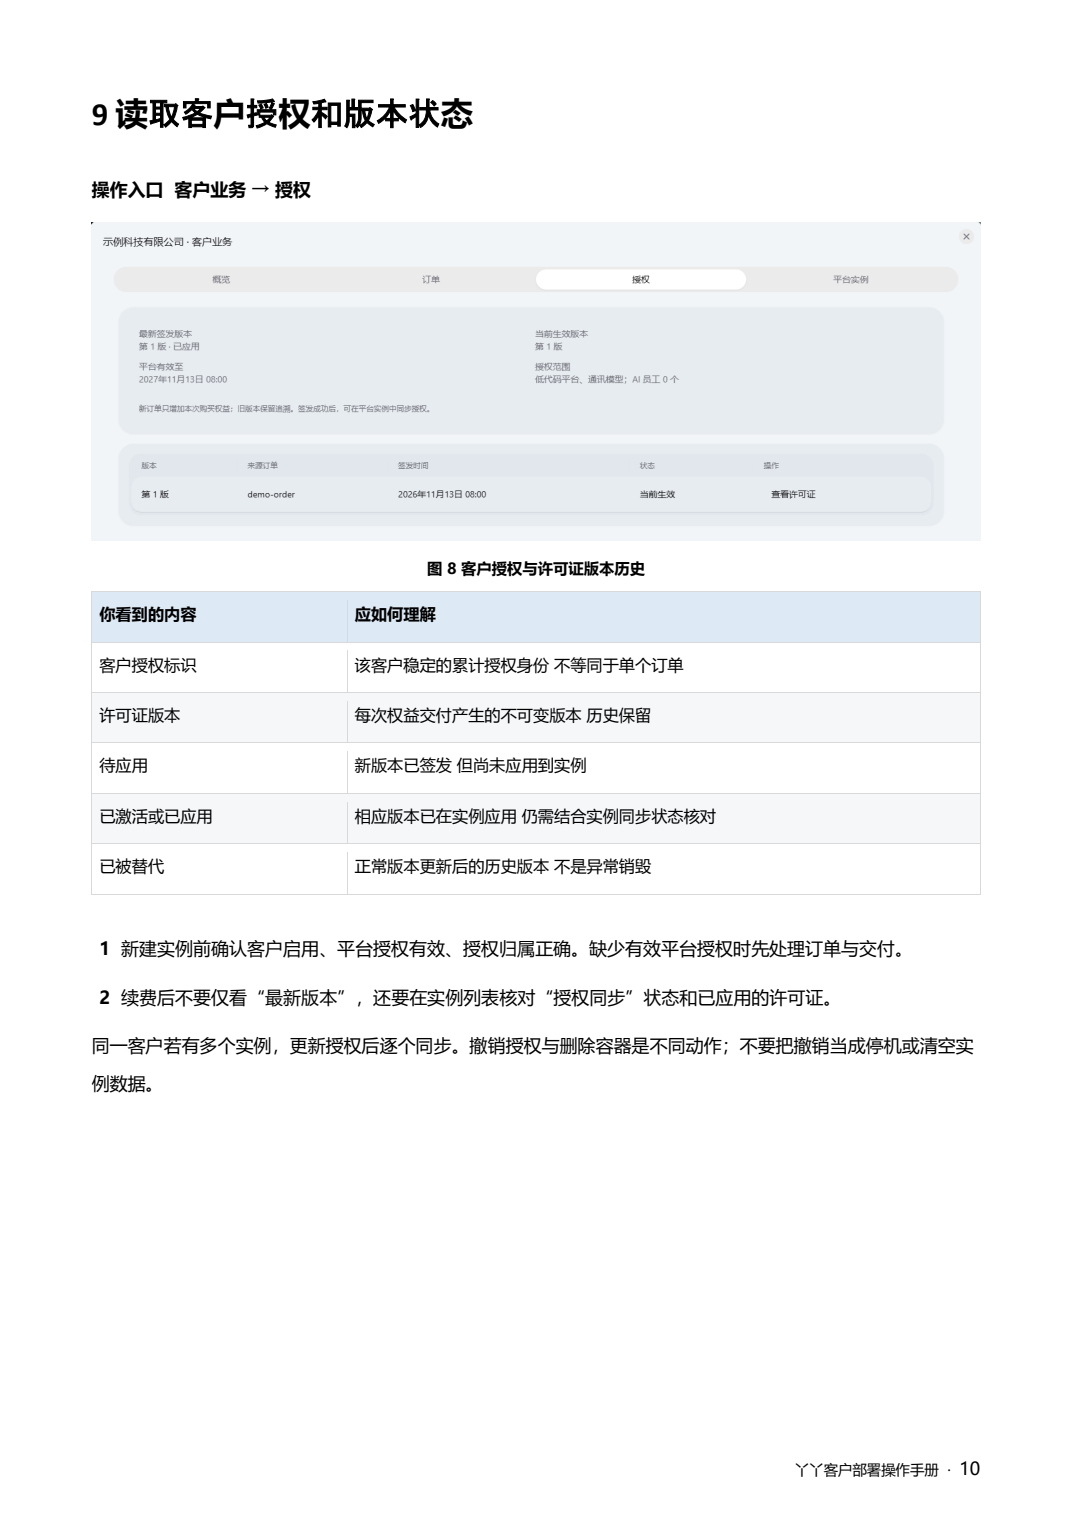 9 读取客户授权和版本状态
操作入口 客户业务 → 授权
示例科技有限公司 · 客户业务
×
概览 订单 授权 平台实例
最新签发版本 当前生效版本
第 1 版 · 已应用 第 1 版
平台有效至 授权范围
2027年11月13日 08:00 低代码平台、通讯模型；AI 员工 0 个
新订单只增加本次购买权益；旧版本保留追溯。签发成功后，可在平台实例中同步授权。
版本 来源订单 签发时间 状态 操作
第 1 版 demo-order 2026年11月13日 08:00 当前生效 查看许可证
图 8 客户授权与许可证版本历史
你看到的内容 应如何理解
客户授权标识 该客户稳定的累计授权身份 不等同于单个订单
许可证版本 每次权益交付产生的不可变版本 历史保留
待应用 新版本已签发 但尚未应用到实例
已激活或已应用 相应版本已在实例应用 仍需结合实例同步状态核对
已被替代 正常版本更新后的历史版本 不是异常销毁
1 新建实例前确认客户启用、平台授权有效、授权归属正确。缺少有效平台授权时先处理订单与交付。
2 续费后不要仅看“最新版本”，还要在实例列表核对“授权同步”状态和已应用的许可证。
同一客户若有多个实例，更新授权后逐个同步。撤销授权与删除容器是不同动作；不要把撤销当成停机或清空实
例数据。
丫丫客户部署操作手册 · 10